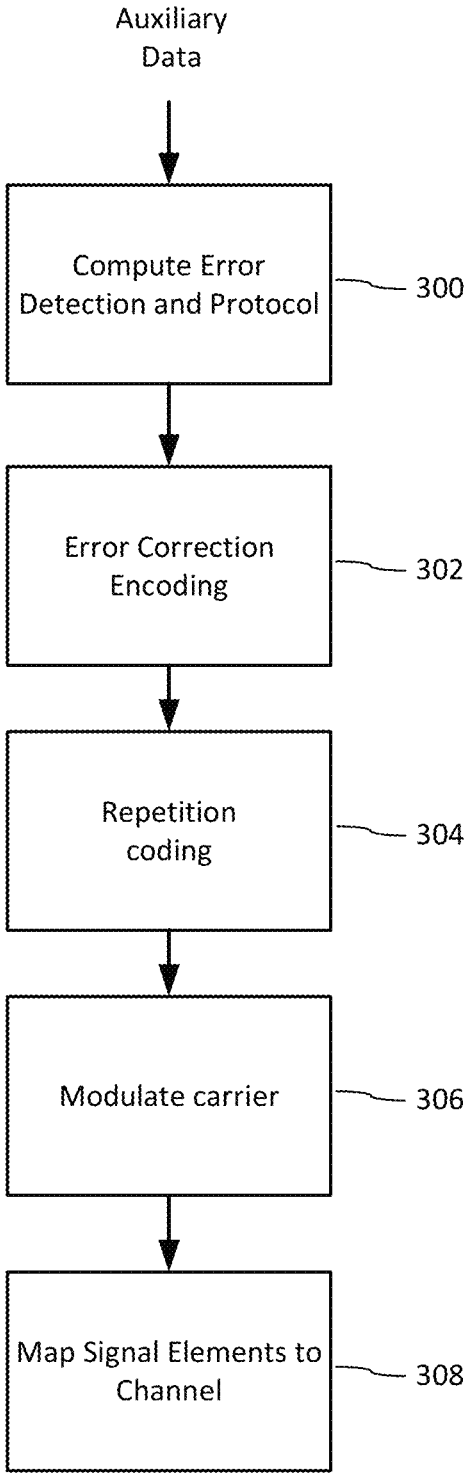 Auxiliary
Data
Compute Error
Detection and Protocol
300
Error Correction
Encoding
302
Repetition
coding
304
Modulate carrier
306
Map Signal Elements to
Channel
308